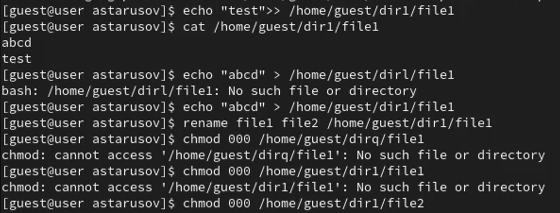 [guest@user astarusov]$ echo "test">> /home/guest/dir1/file1
[guest@user astarusov]$ cat /home/guest/dir1/file1
abcd
test
[guest@user astarusov]$ echo "abcd" > /home/guest/dirl/file1
bash: /home/guest/dirl/file1: No such file or directory
[guest@user astarusov]$ echo "abcd" > /home/guest/dir1/file1
[guest@user astarusov]$ rename file1 file2 /home/guest/dir1/file1
[guest@user astarusov]$ chmod 000 /home/guest/dirq/file1
chmod: cannot access '/home/guest/dirq/file1': No such file or directory
[guest@user astarusov]$ chmod 000 /home/guest/dir1/file1
chmod: cannot access '/home/guest/dir1/file1': No such file or directory
[guest@user astarusov]$ chmod 000 /home/guest/dir1/file2